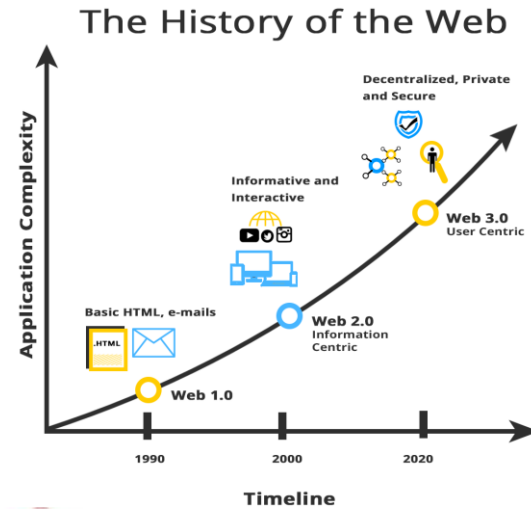 The History of the Web
Application Complexity
Decentralized, Private
and Secure
Informative and
Interactive
Web 3.0
User Centric
Basic HTML, e-mails
.HTML
Web 2.0
Information
Centric
Web 1.0
1990
2000
2020
Timeline